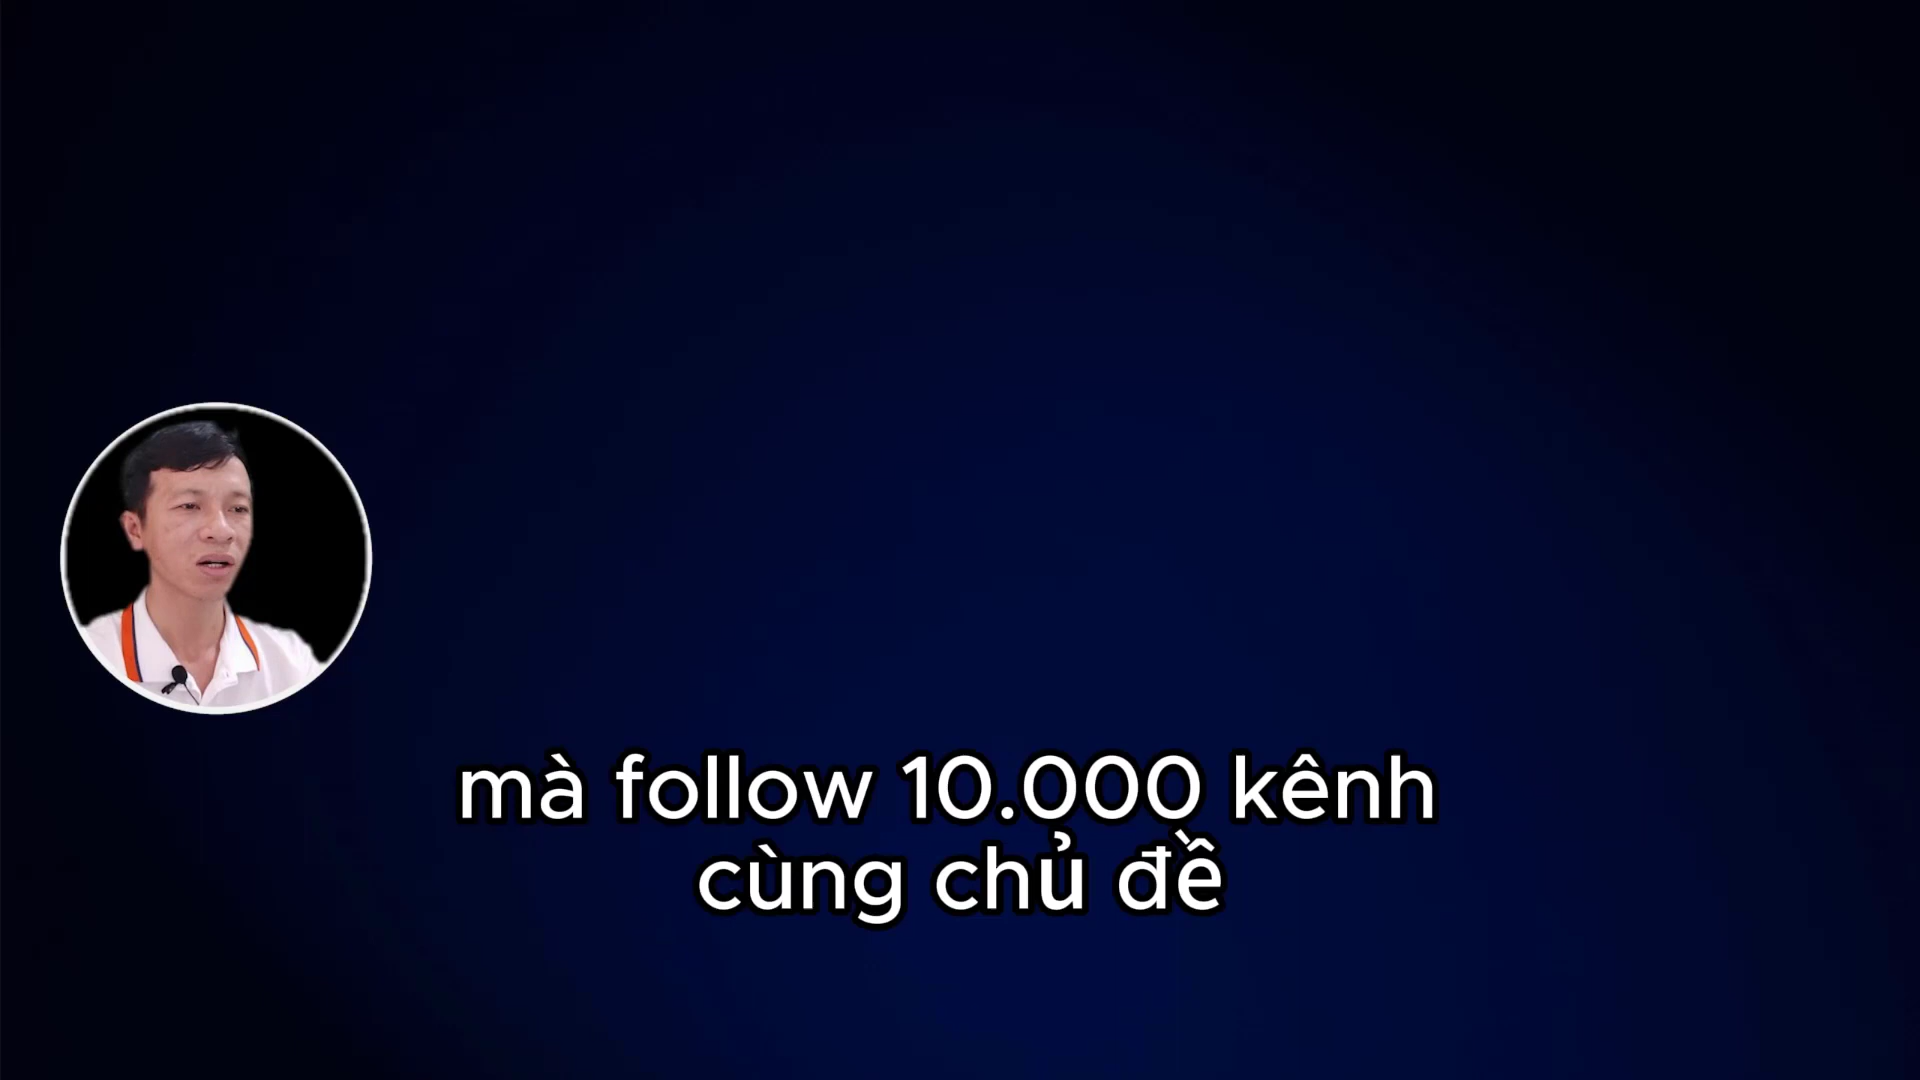 mà follow 10.000 kênh
cùng chủ đề